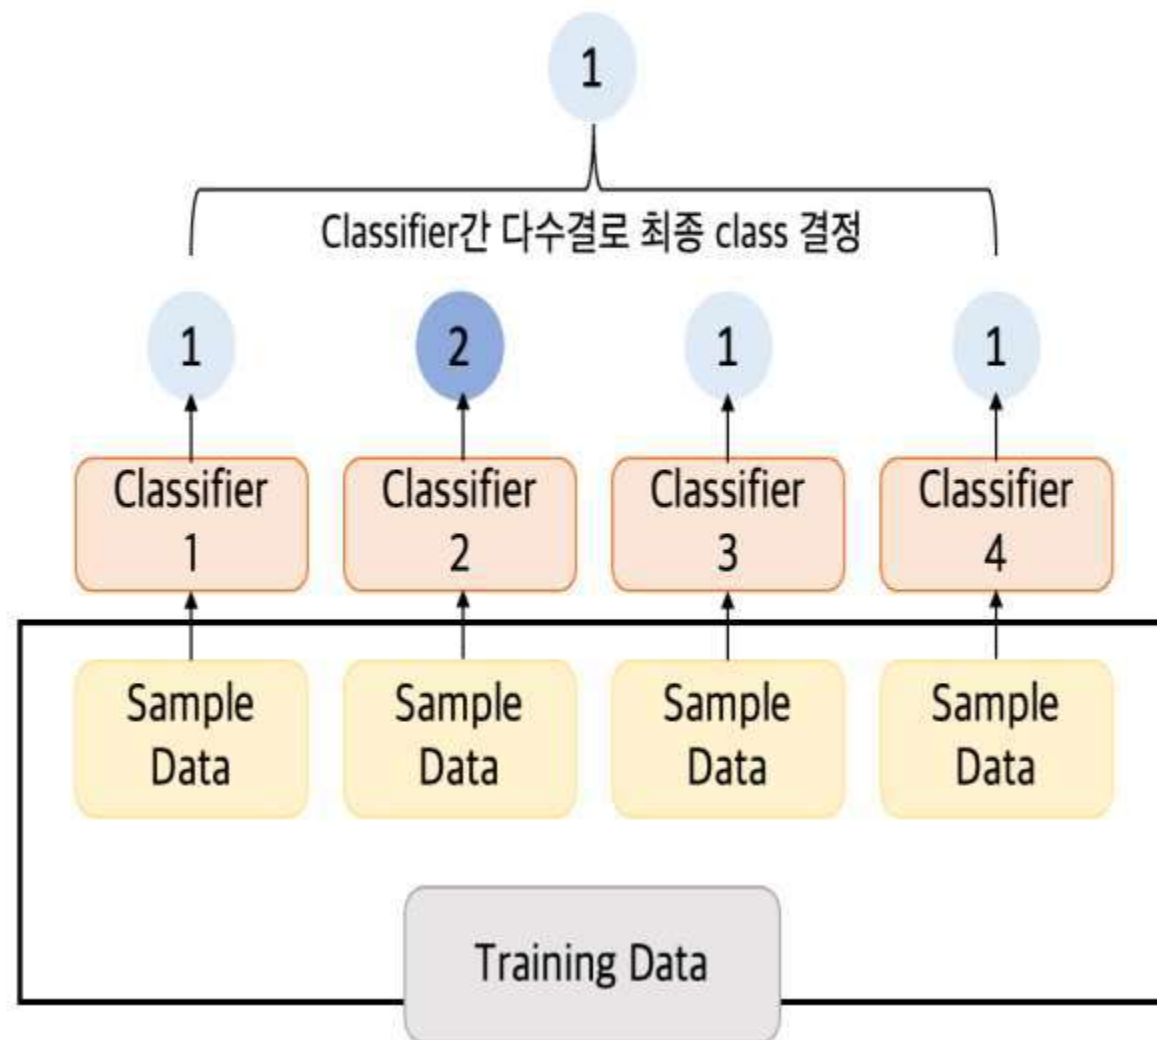 1
Classifier간 다수결로 최종 class 결정
1
2
1
1
Classifier
1
Classifier
2
Classifier
3
Classifier
4
Sample
Data
Sample
Data
Sample
Data
Sample
Data
Training Data